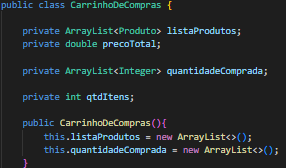 public class CarrinhoDeCompras {
private ArrayList<Produto> listaProdutos;
private double precoTotal;
private ArrayList<Integer> quantidadeComprada;
private int qtdItens;
public CarrinhoDeCompras(){
this.listaProdutos = new ArrayList<>();
this.quantidadeComprada = new ArrayList<>();
}